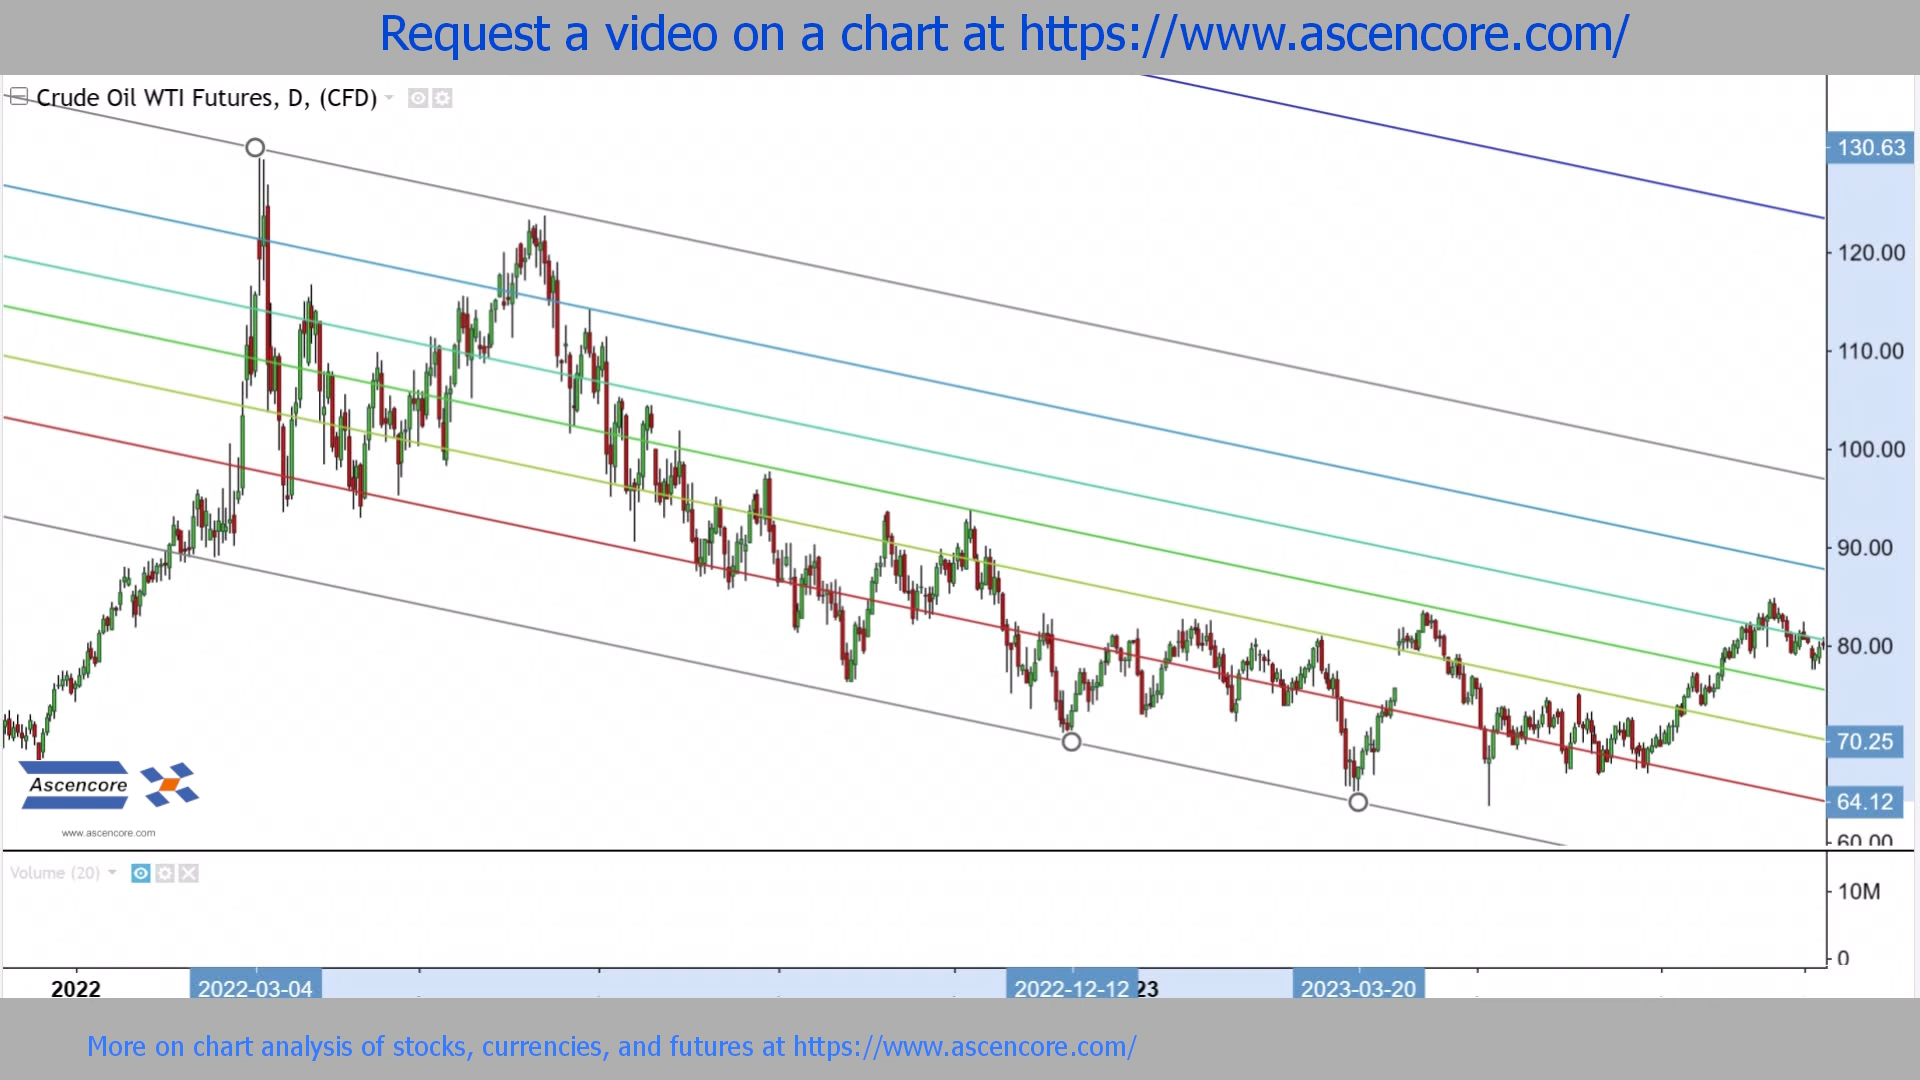 Request a video on a chart at https://www.ascencore.com/
Crude Oil WTI Futures, D, (CFD)
130.63
120.00
110.00
100.00
90.00
80.00
70.25
64.12
60.00
Ascencore
www.ascencore.com
Volume (20)
10M
0
2022
2022-03-04
2022-12-12
23
2023-03-20
More on chart analysis of stocks, currencies, and futures at https://www.ascencore.com/